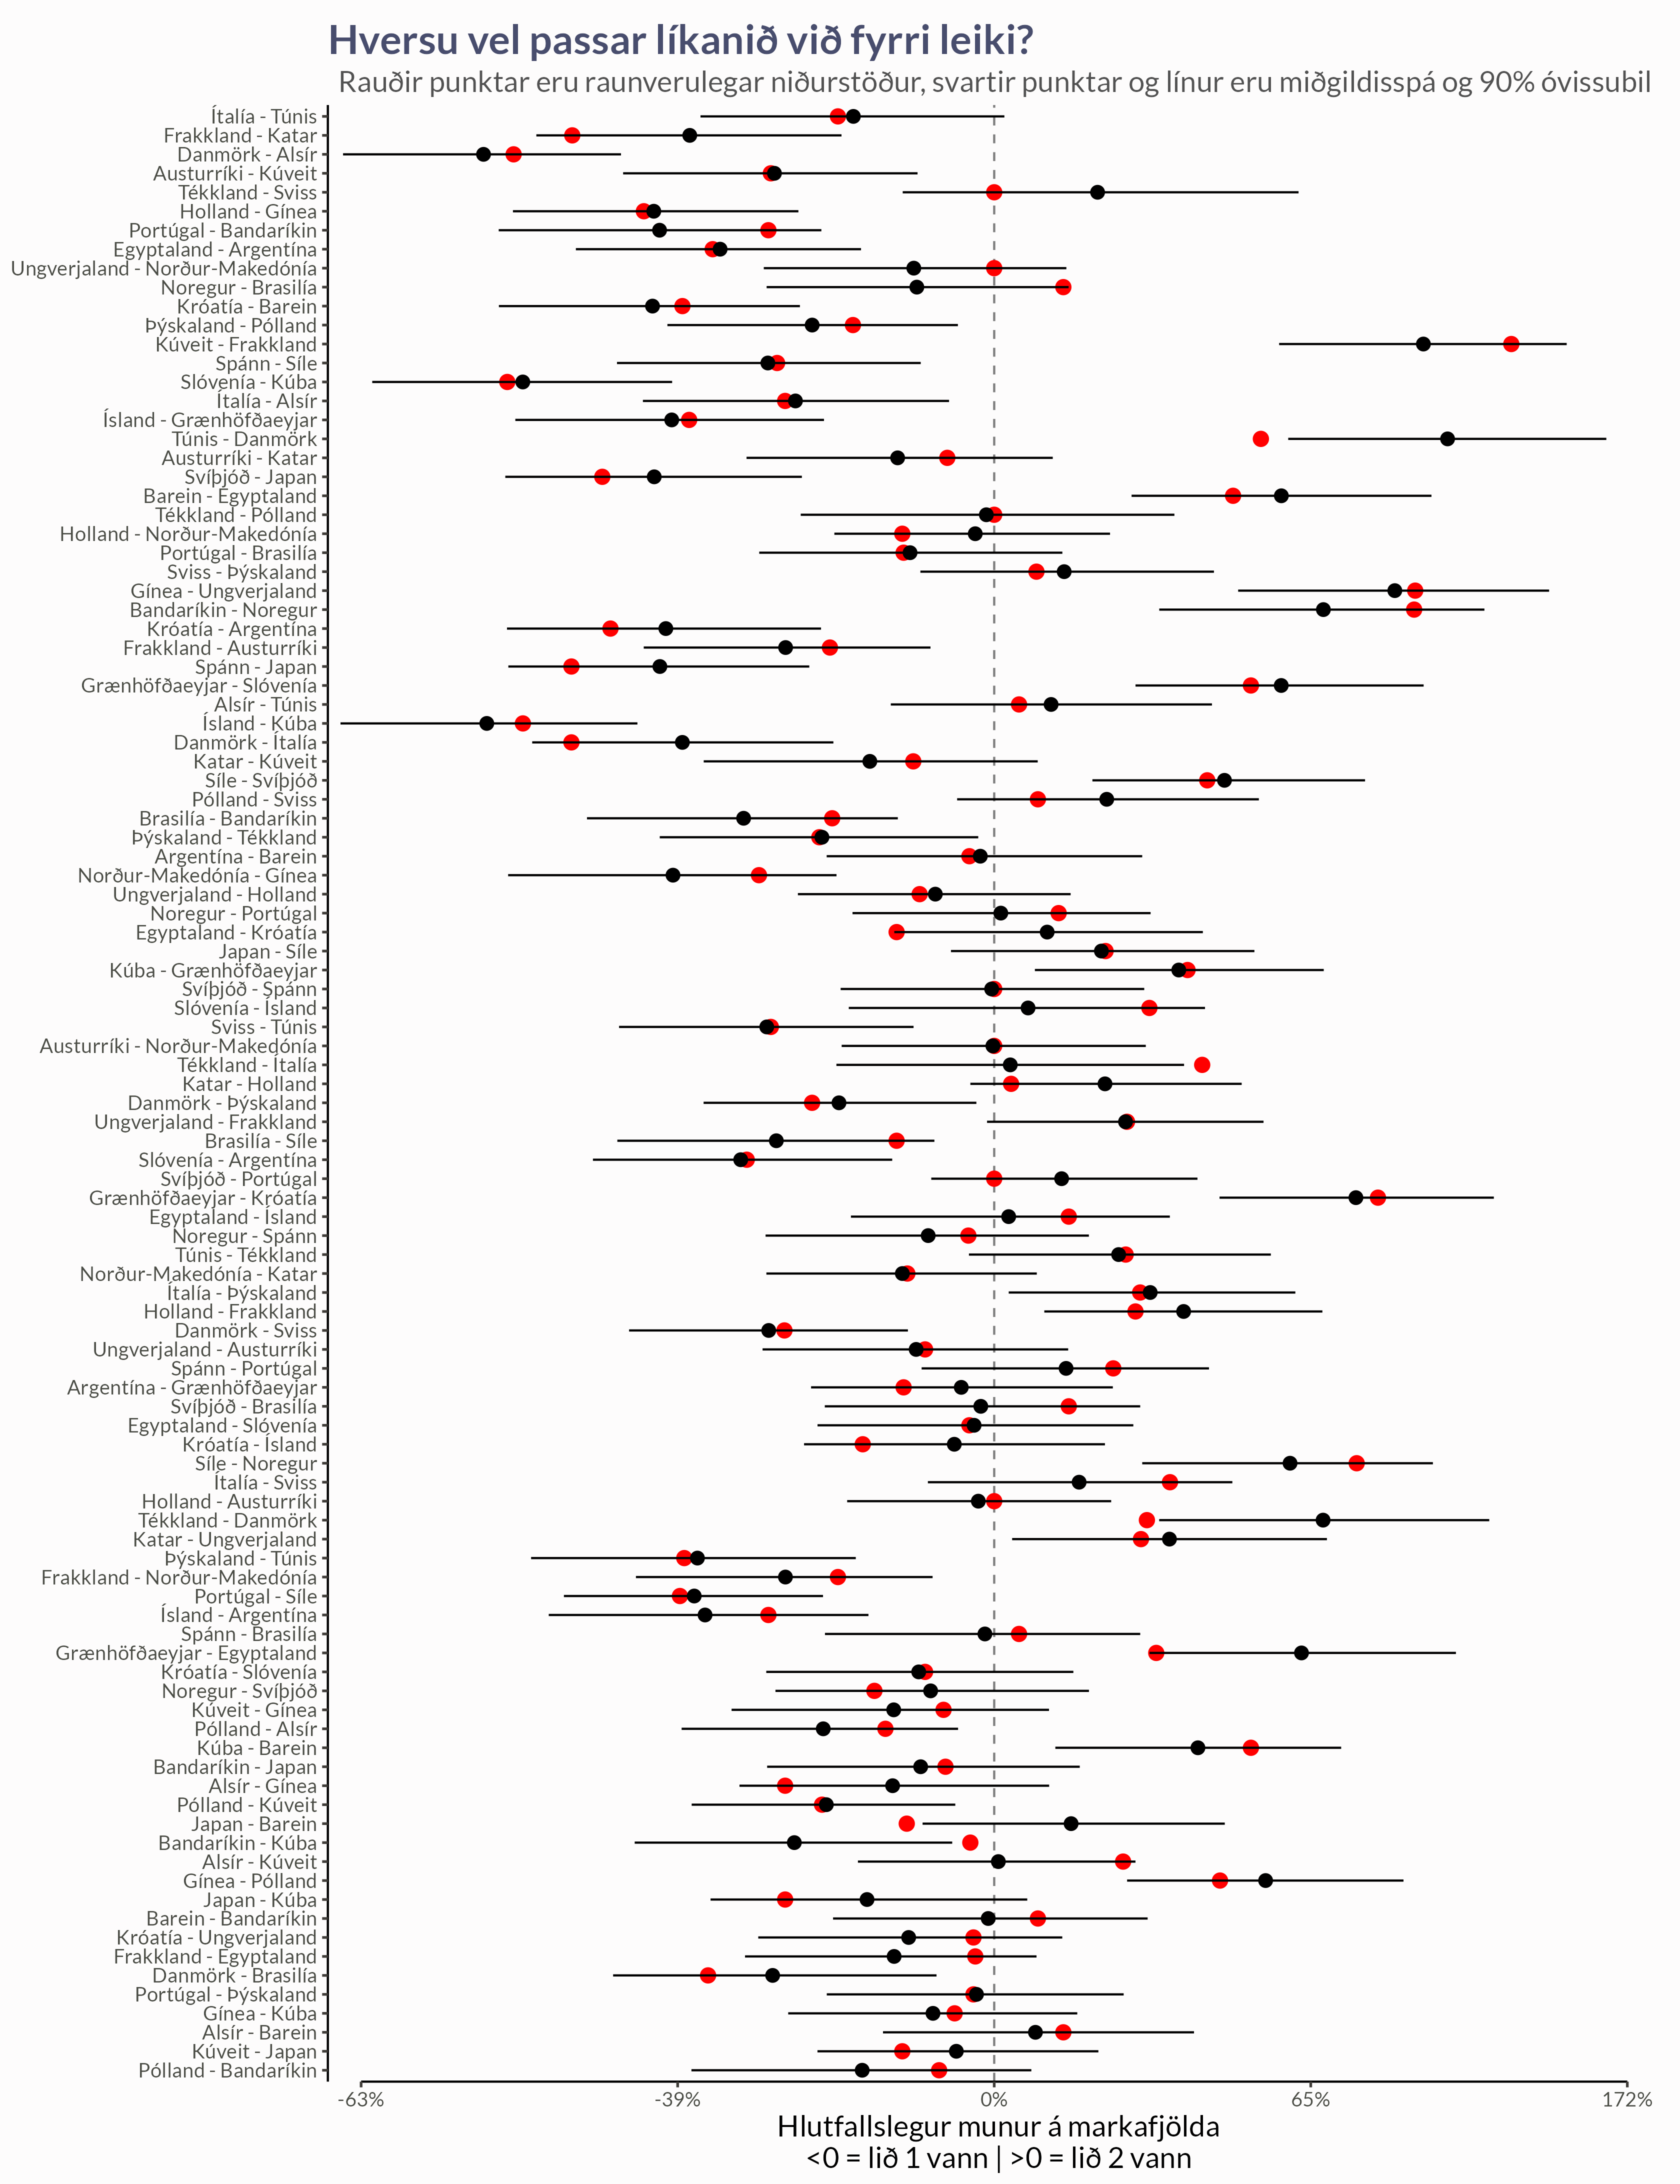 Hversu vel passar líkanið við fyrri leiki?
Rauðir punktar eru raunverulegar niðurstöður, svartir punktar og línur eru miðgildisspá og 90% óvissubil
Ítalía - Túnis
Frakkland - Katar
Danmörk - Alsír
Austurríki - Kúveit
Tékkland - Sviss
Holland - Gínea
Portúgal - Bandaríkin
Egyptaland - Argentína
Ungverjaland - Norður-Makedónía
Noregur - Brasilía
Króatía - Barein
Þýskaland - Pólland
Kúveit - Frakkland
Spánn - Síle
Slóvenía - Kúba
Ítalía - Alsír
Ísland - Grænhöfðaeyjar
Túnis - Danmörk
Austurríki - Katar
Svíþjóð - Japan
Barein - Egyptaland
Tékkland - Pólland
Holland - Norður-Makedónía
Portúgal - Brasilía
Sviss - Þýskaland
Gínea - Ungverjaland
Bandaríkin - Noregur
Króatía - Argentína
Frakkland - Austurríki
Spánn - Japan
Grænhöfðaeyjar - Slóvenía
Alsír - Túnis
Ísland - Kúba
Danmörk - Ítalía
Katar - Kúveit
Síle - Svíþjóð
Pólland - Sviss
Brasilía - Bandaríkin
Þýskaland - Tékkland
Argentína - Barein
Norður-Makedónía - Gínea
Ungverjaland - Holland
Noregur - Portúgal
Egyptaland - Króatía
Japan - Síle
Kúba - Grænhöfðaeyjar
Svíþjóð - Spánn
Slóvenía - Ísland
Sviss - Túnis
Austurríki - Norður-Makedónía
Tékkland - Ítalía
Katar - Holland
Danmörk - Þýskaland
Ungverjaland - Frakkland
Brasilía - Síle
Slóvenía - Argentína
Svíþjóð - Portúgal
Grænhöfðaeyjar - Króatía
Egyptaland - Ísland
Noregur - Spánn
Túnis - Tékkland
Norður-Makedónía - Katar
Ítalía - Þýskaland
Holland - Frakkland
Danmörk - Sviss
Ungverjaland - Austurríki
Spánn - Portúgal
Argentína - Grænhöfðaeyjar
Svíþjóð - Brasilía
Egyptaland - Slóvenía
Króatía - Ísland
Síle - Noregur
Ítalía - Sviss
Holland - Austurríki
Tékkland - Danmörk
Katar - Ungverjaland
Þýskaland - Túnis
Frakkland - Norður-Makedónía
Portúgal - Síle
Ísland - Argentína
Spánn - Brasilía
Grænhöfðaeyjar - Egyptaland
Króatía - Slóvenía
Noregur - Svíþjóð
Kúveit - Gínea
Pólland - Alsír
Kúba - Barein
Bandaríkin - Japan
Alsír - Gínea
Pólland - Kúveit
Japan - Barein
Bandaríkin - Kúba
Alsír - Kúveit
Gínea - Pólland
Japan - Kúba
Barein - Bandaríkin
Króatía - Ungverjaland
Frakkland - Egyptaland
Danmörk - Brasilía
Portúgal - Þýskaland
Gínea - Kúba
Alsír - Barein
Kúveit - Japan
Pólland - Bandaríkin
-63% -39% 0% 65% 172%
Hlutfallslegur munur á markafjölda
<0 = lið 1 vann | >0 = lið 2 vann